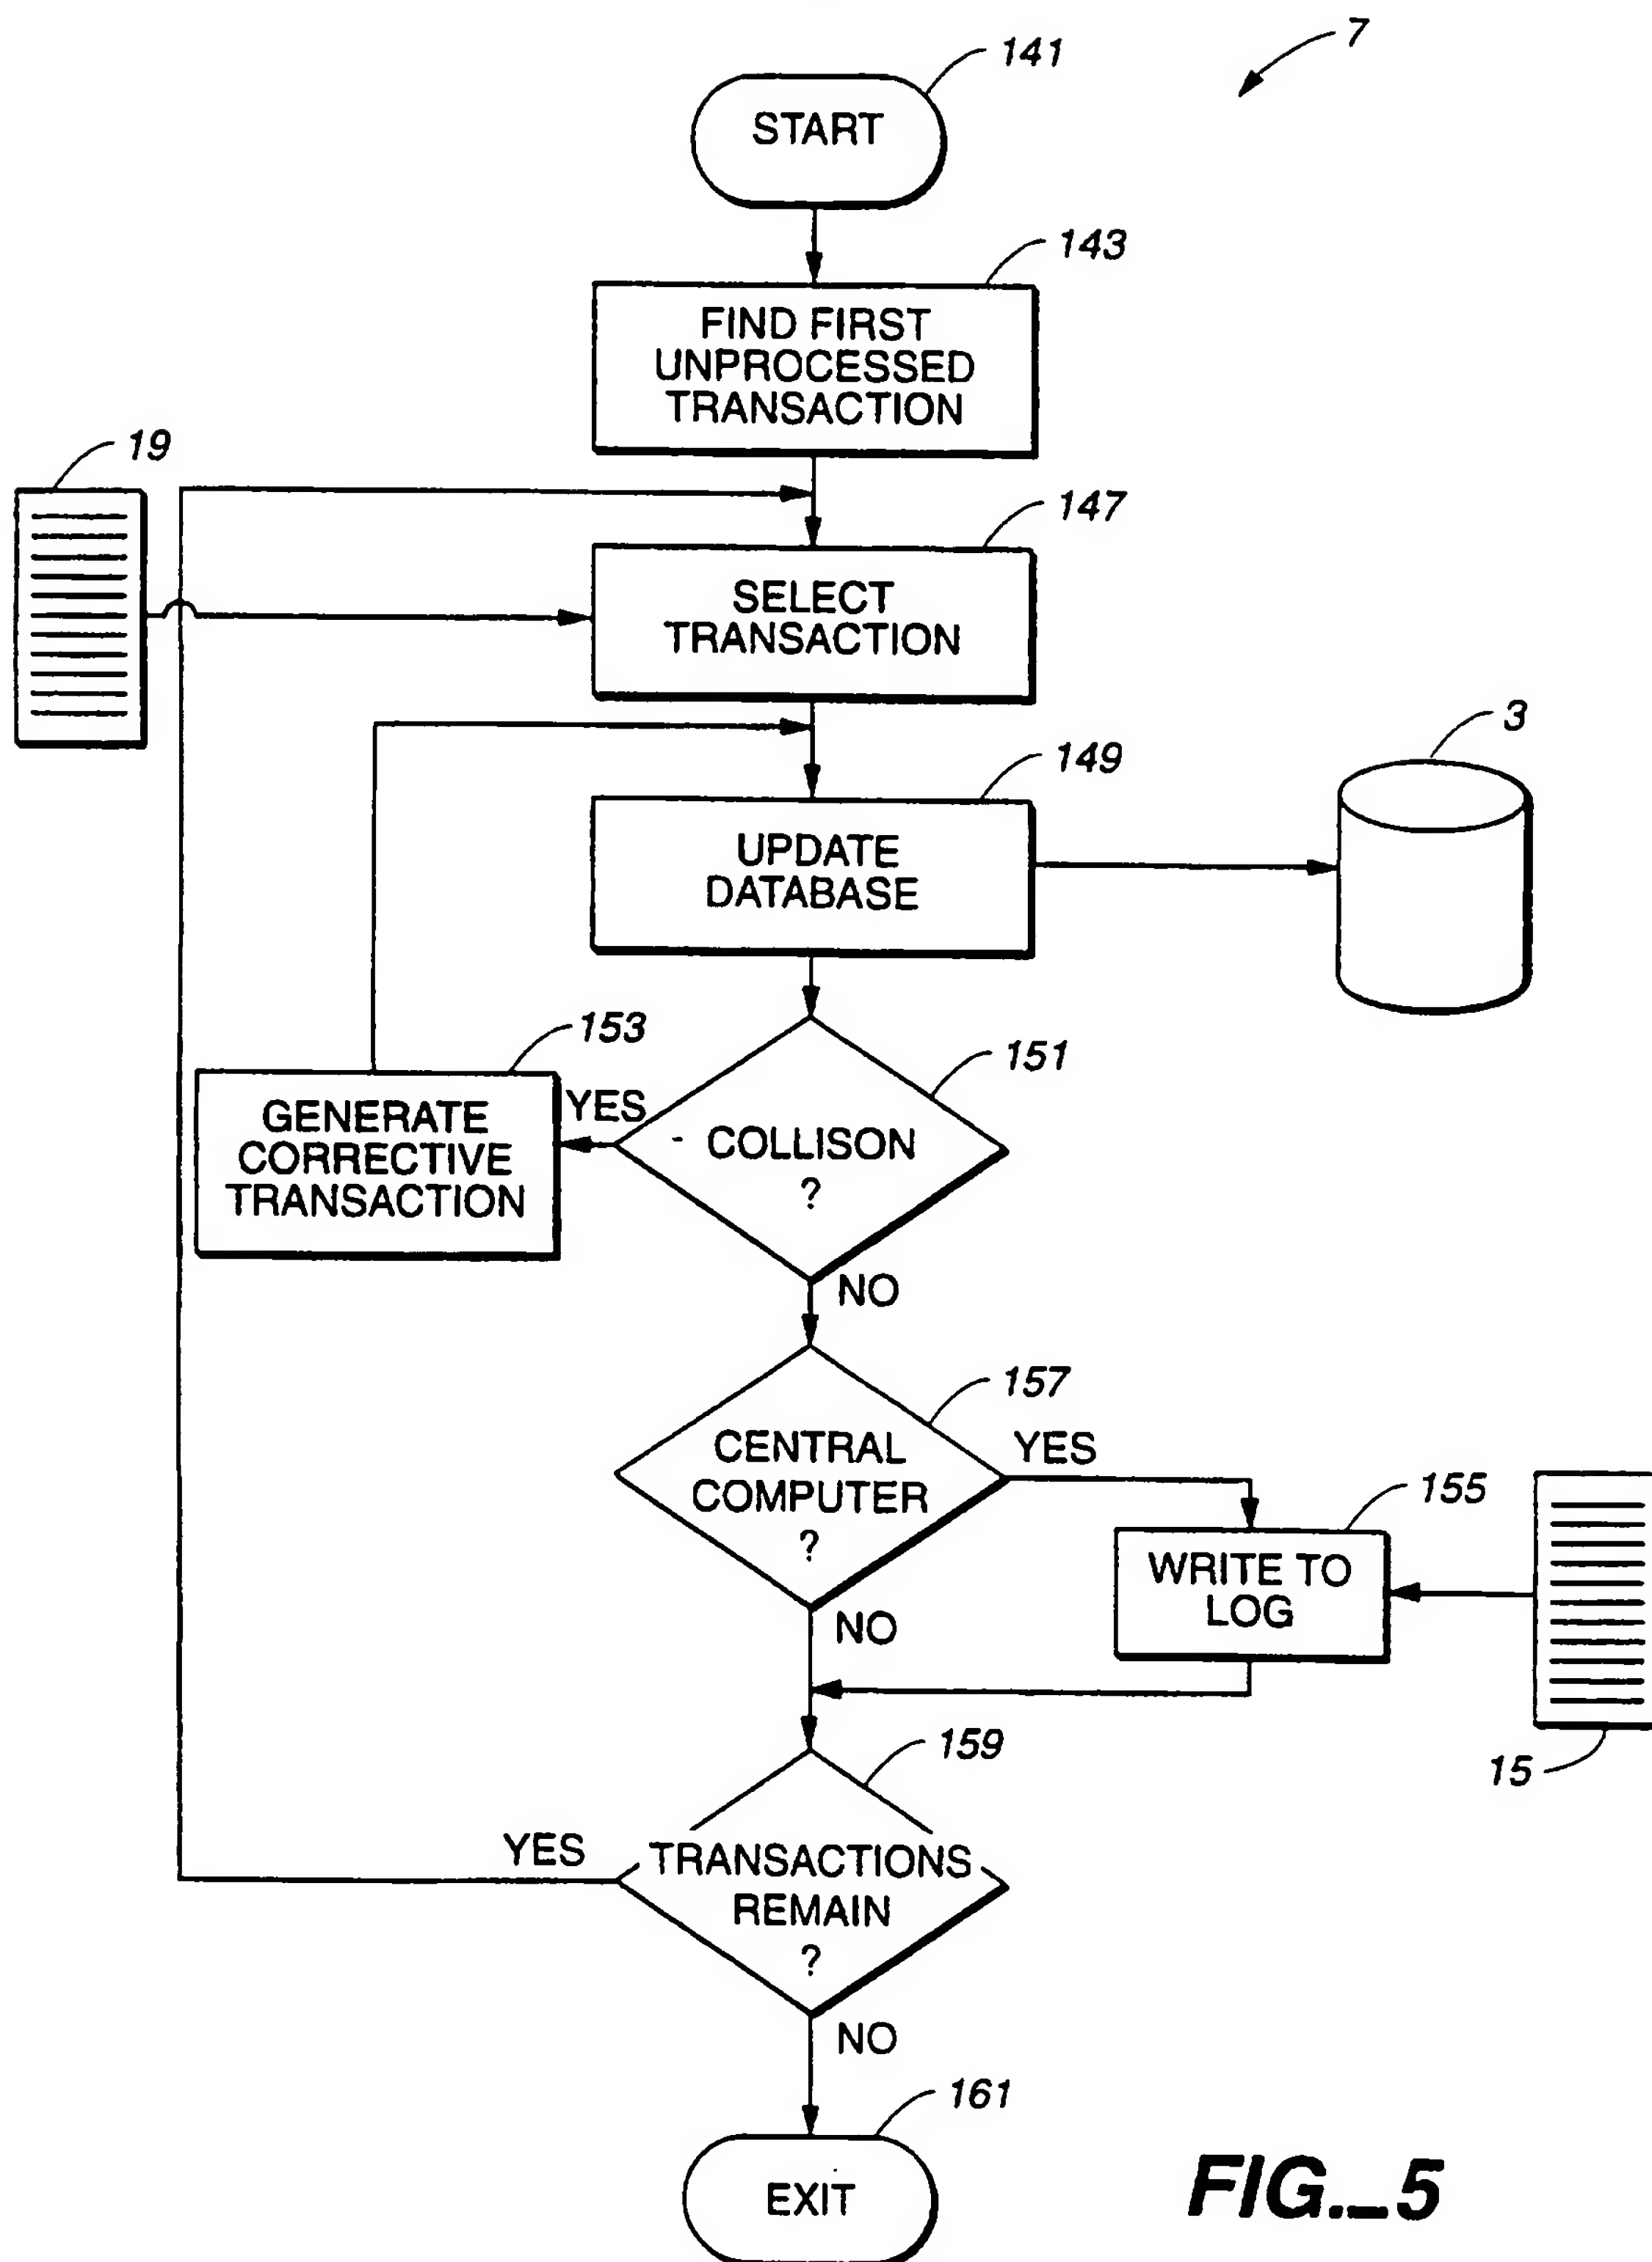 7
141
START
143
FIND FIRST
UNPROCESSED
TRANSACTION
19
147
SELECT
TRANSACTION
3
149
UPDATE
DATABASE
153
151
GENERATE
CORRECTIVE
TRANSACTION
YES
COLLISON
?
NO
157
CENTRAL
COMPUTER
?
YES
155
WRITE TO
LOG
NO
15
159
YES
TRANSACTIONS
REMAIN
?
NO
161
EXIT
FIG._5